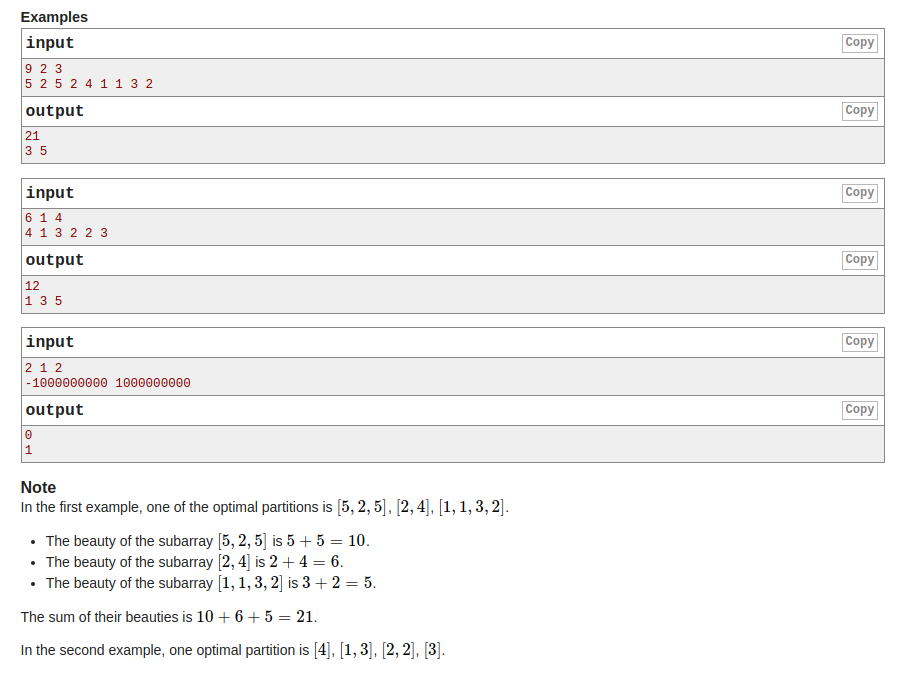 Examples
input
Copy
9 2 3
5 2 5 2 4 1 1 3 2
output
Copy
21
3 5
input
Copy
6 1 4
4 1 3 2 2 3
output
Copy
12
1 3 5
input
Copy
2 1 2
-1000000000 1000000000
output
Copy
0
1
Note
In the first example, one of the optimal partitions is [5, 2, 5], [2, 4], [1, 1, 3, 2].
• The beauty of the subarray [5, 2, 5] is 5 + 5 = 10.
• The beauty of the subarray [2, 4] is 2 + 4 = 6.
• The beauty of the subarray [1, 1, 3, 2] is 3 + 2 = 5.
The sum of their beauties is 10 + 6 + 5 = 21.
In the second example, one optimal partition is [4], [1, 3], [2, 2], [3].